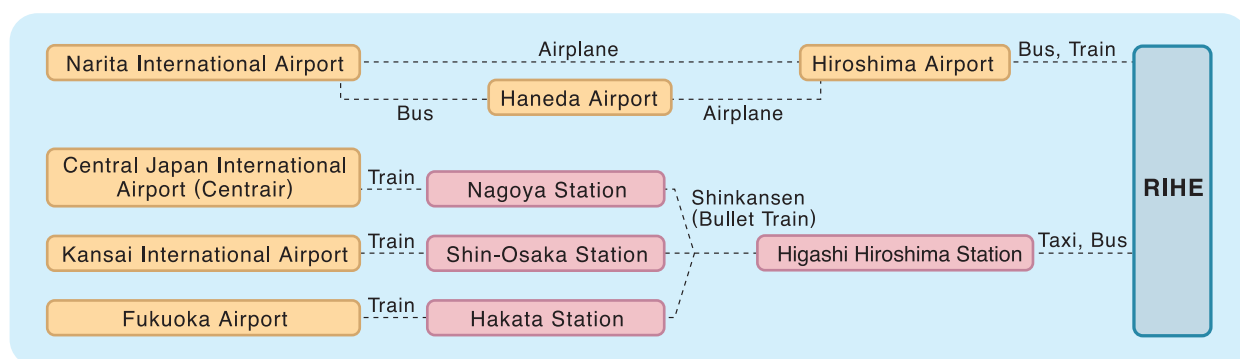 Airplane
Bus, Train
Narita International Airport
Hiroshima Airport
Haneda Airport
Bus
Airplane
Central Japan International
Airport (Centrair)
Train
Nagoya Station
Shinkansen
(Bullet Train)
RIHE
Kansai International Airport
Train
Shin-Osaka Station
Higashi Hiroshima Station
Taxi, Bus
Fukuoka Airport
Train
Hakata Station